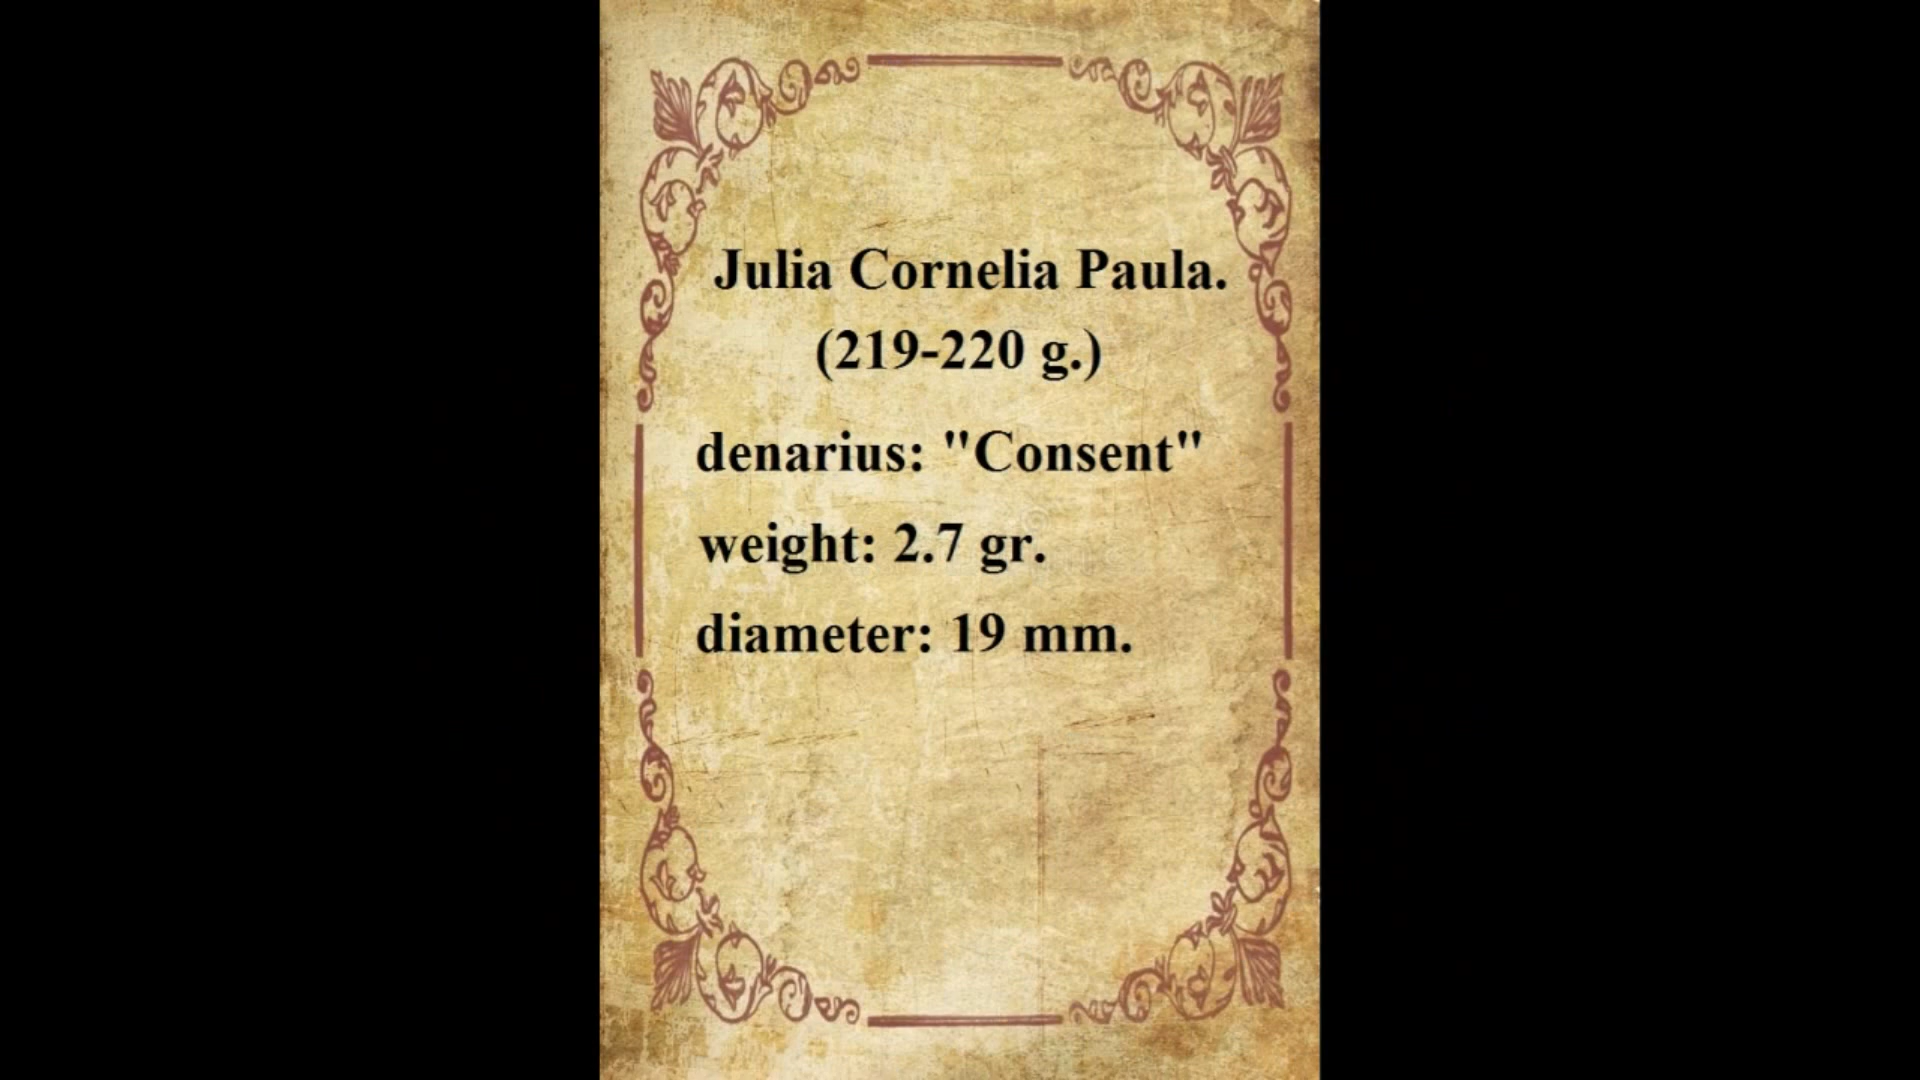 Julia Cornelia Paula.
(219-220 g.)
denarius: "Consent"
weight: 2.7 gr.
diameter: 19 mm.